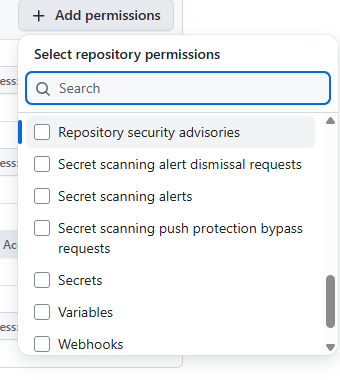 + Add permissions
Select repository permissions
Search
Repository security advisories
Secret scanning alert dismissal requests
Secret scanning alerts
Secret scanning push protection bypass
requests
Secrets
Variables
Webhooks